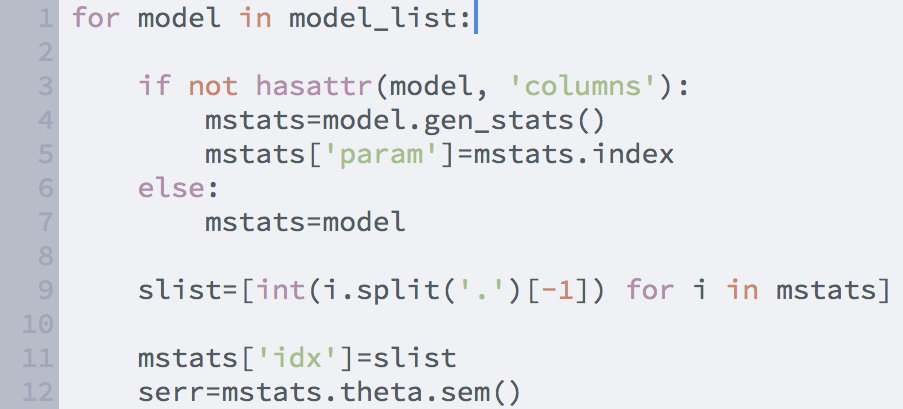 1 for model in model_list:
2
3     if not hasattr(model, 'columns'):
4         mstats=model.gen_stats()
5         mstats['param']=mstats.index
6     else:
7         mstats=model
8
9     slist=[int(i.split('.')[-1]) for i in mstats]
10
11     mstats['idx']=slist
12     serr=mstats.theta.sem()